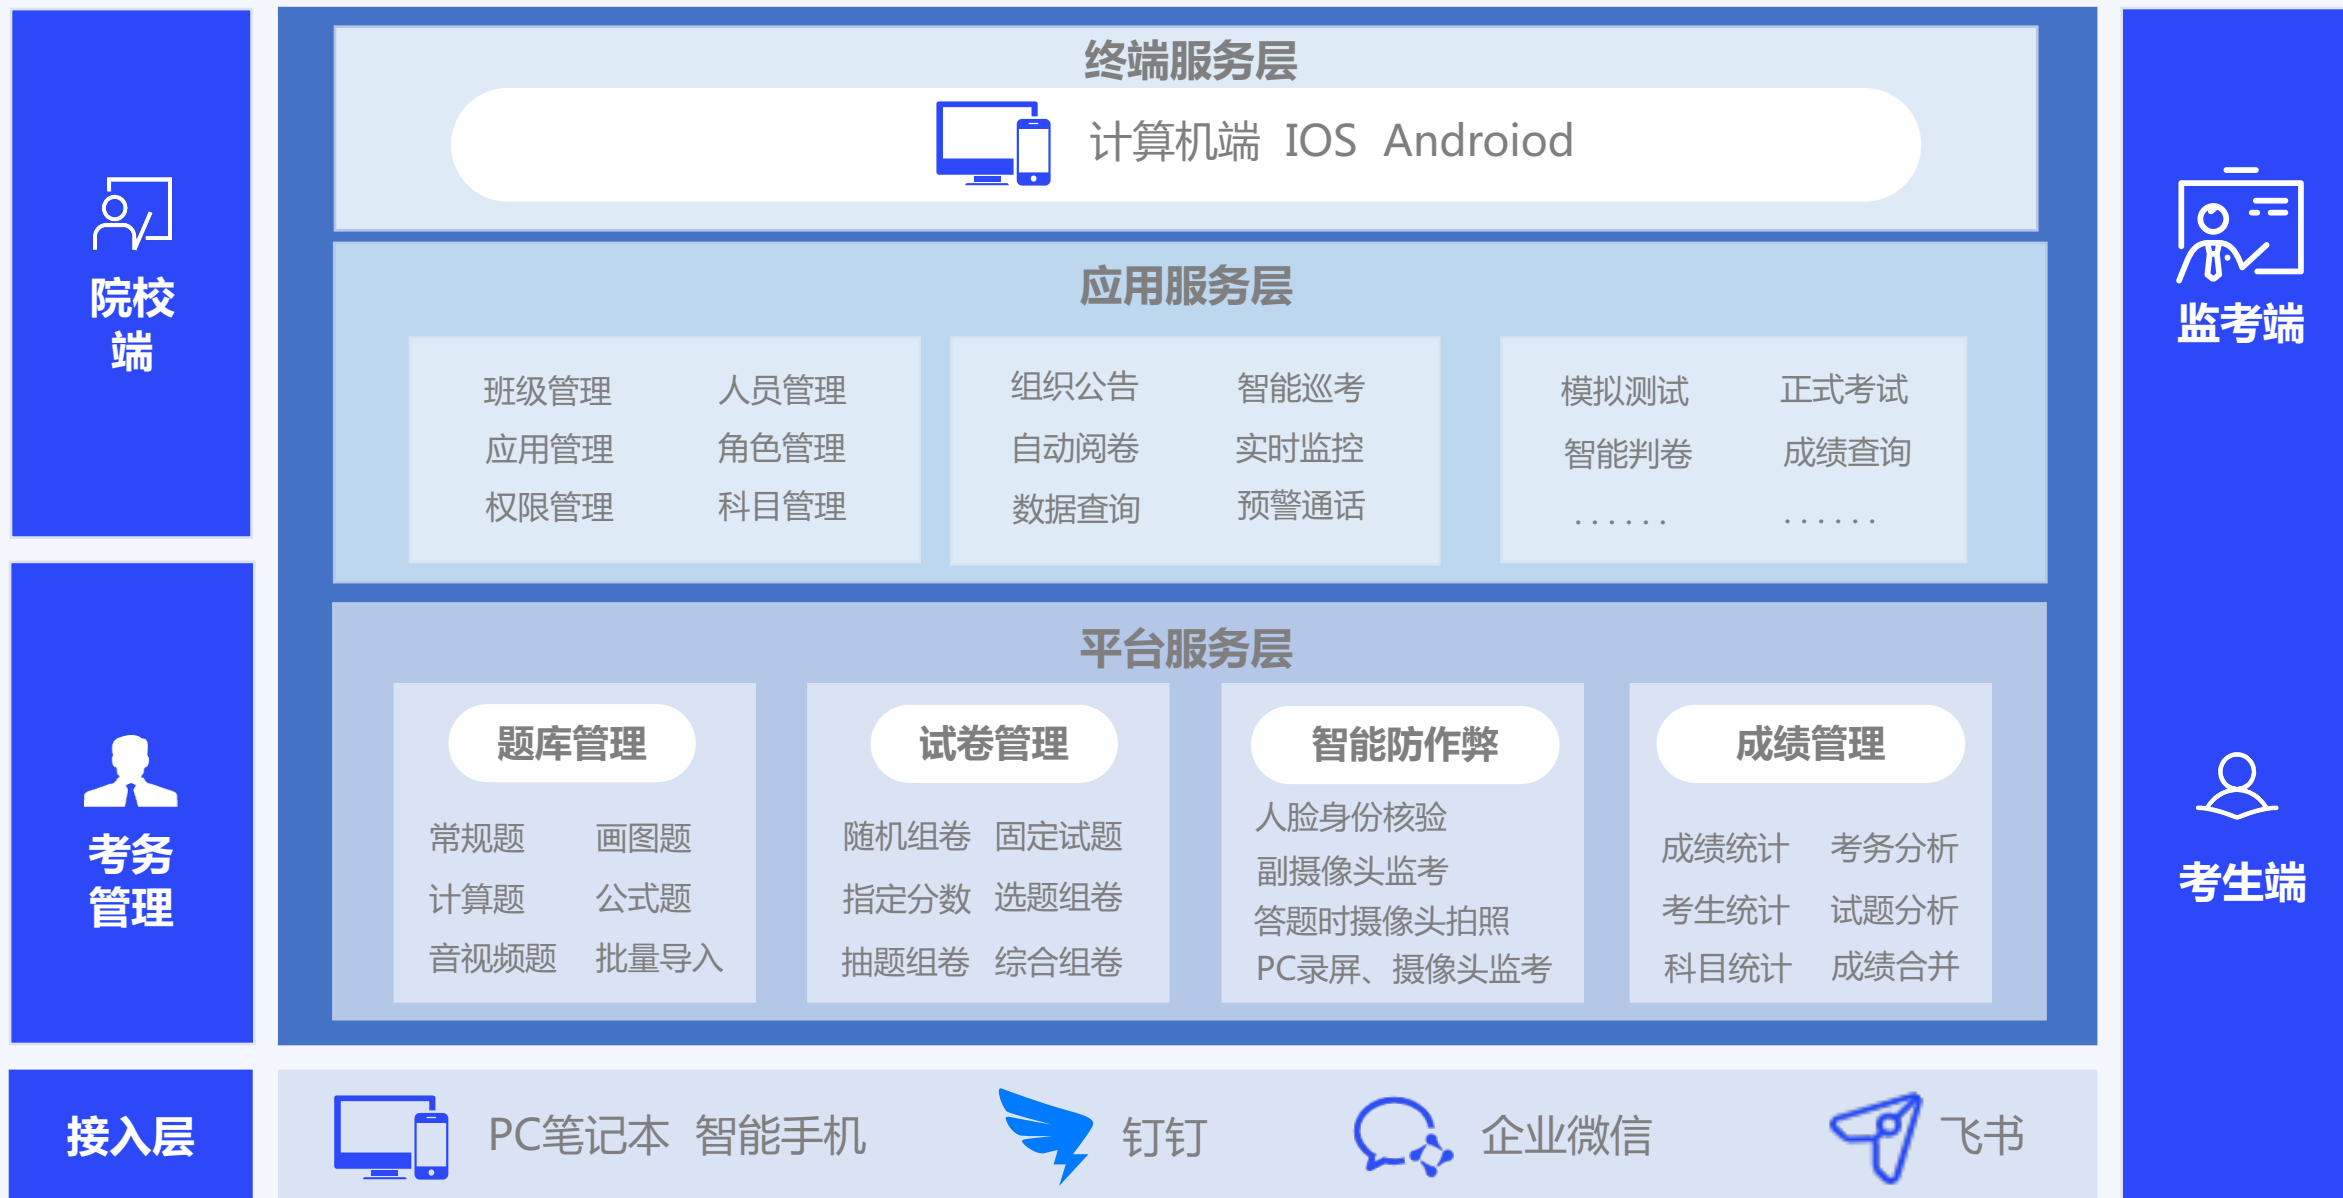 院校
端
考务
管理
接入层
终端服务层
计算机端 IOS Androiod
应用服务层
班级管理 人员管理
应用管理 角色管理
权限管理 科目管理
组织公告 智能巡考
自动阅卷 实时监控
数据查询 预警通话
模拟测试 正式考试
智能判卷 成绩查询
...... ......
平台服务层
题库管理
常规题 画图题
计算题 公式题
音视频题 批量导入
试卷管理
随机组卷 固定试题
指定分数 选题组卷
抽题组卷 综合组卷
智能防作弊
人脸身份核验
副摄像头监考
答题时摄像头拍照
PC录屏、摄像头监考
成绩管理
成绩统计 考务分析
考生统计 试题分析
科目统计 成绩合并
PC笔记本 智能手机 钉钉 企业微信 飞书
监考端
考生端